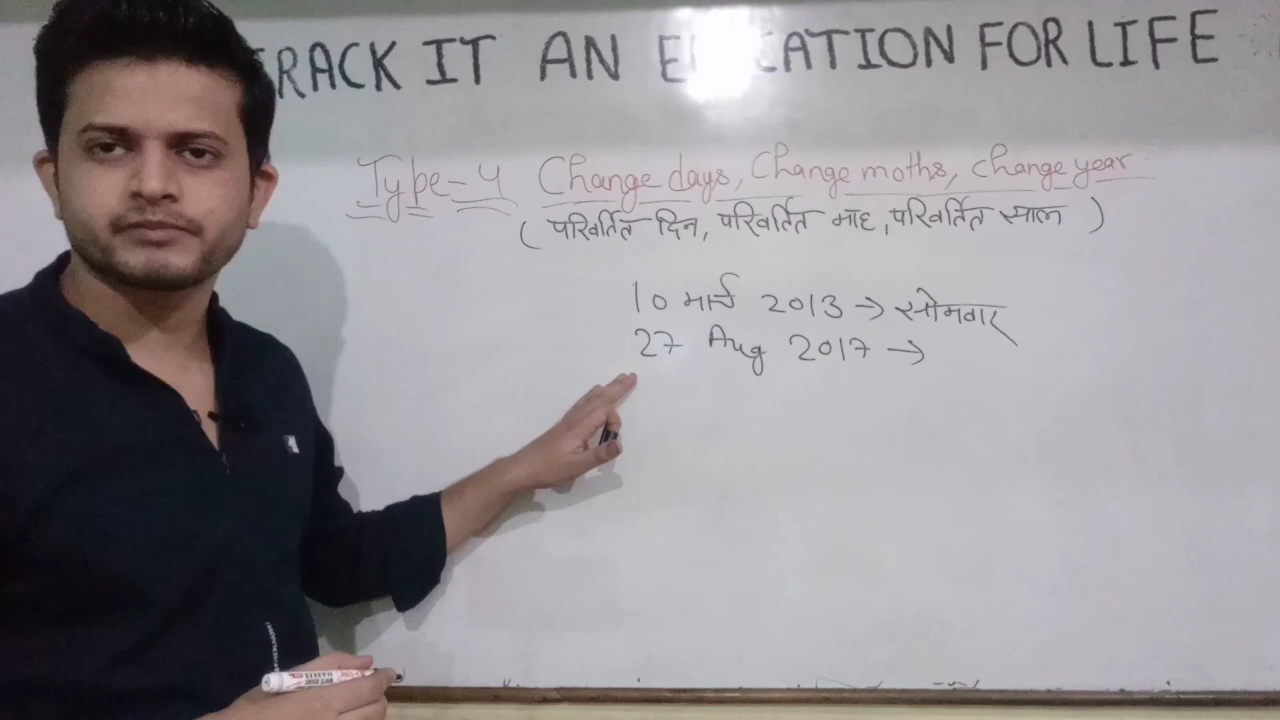 RACK IT AN CATION FOR LIFE
Type-4 Change days, Change moths, change year
(परिवर्तित दिन, परिवर्तित माह, परिवर्तित साल)
10 मार्च 2013 → सोमवार
27 Aug 2017 →